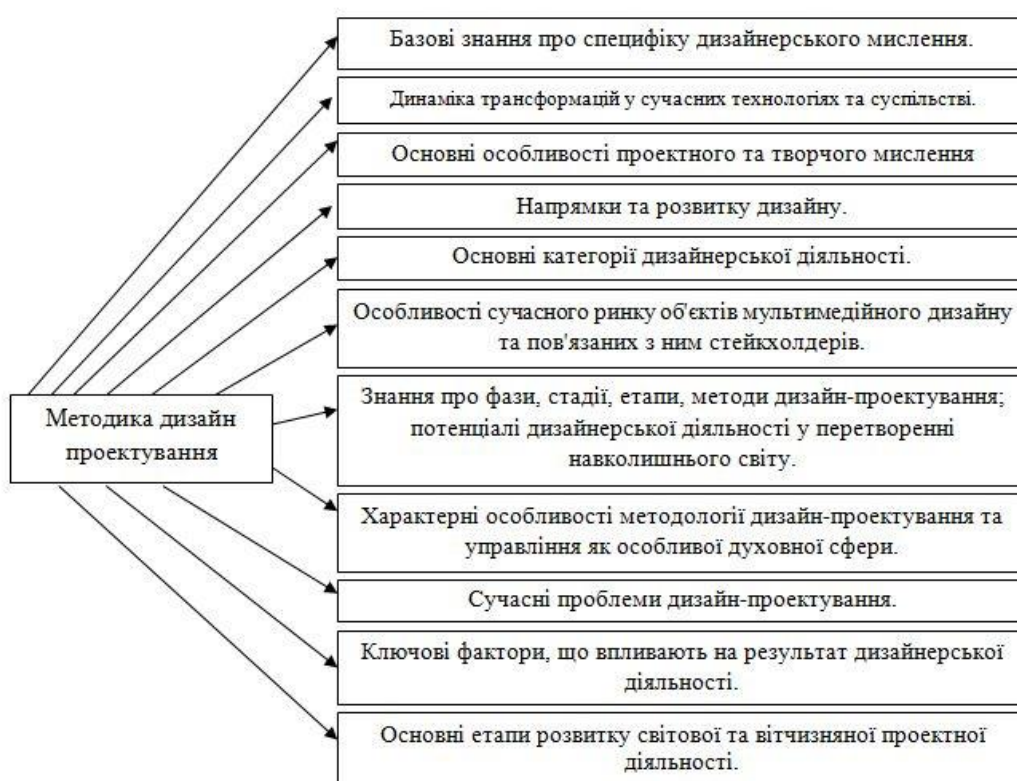 Базові знання про специфіку дизайнерського мислення.
Динаміка трансформацій у сучасних технологіях та суспільстві.
Основні особливості проектного та творчого мислення
Напрямки та розвитку дизайну.
Основні категорії дизайнерської діяльності.
Особливості сучасного ринку об'єктів мультимедійного дизайну
та пов'язаних з ним стейкхолдерів.
Методика дизайн
проектування
Знання про фази, стадії, етапи, методи дизайн-проектування;
потенціалі дизайнерської діяльності у перетворенні
навколишнього світу.
Характерні особливості методології дизайн-проектування та
управління як особливої духовної сфери.
Сучасні проблеми дизайн-проектування.
Ключові фактори, що впливають на результат дизайнерської
діяльності.
Основні етапи розвитку світової та вітчизняної проектної
діяльності.